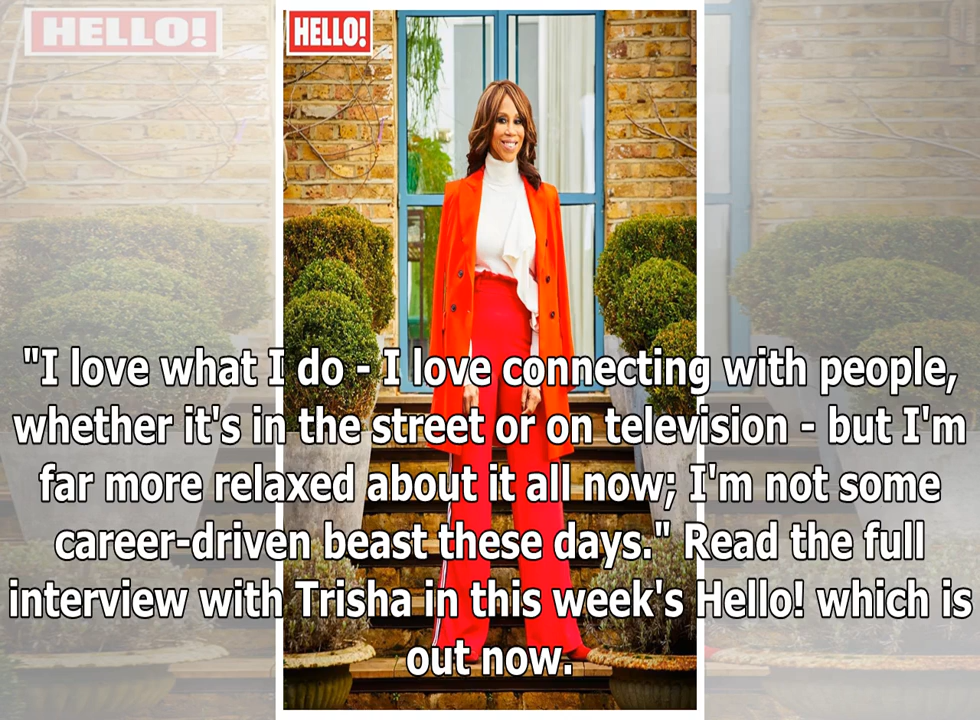 HELLO!
HELLO!
"I love what I do - I love connecting with people,
whether it's in the street or on television - but I'm
far more relaxed about it all now; I'm not some
career-driven beast these days." Read the full
interview with Trisha in this week's Hello! which is
out now.